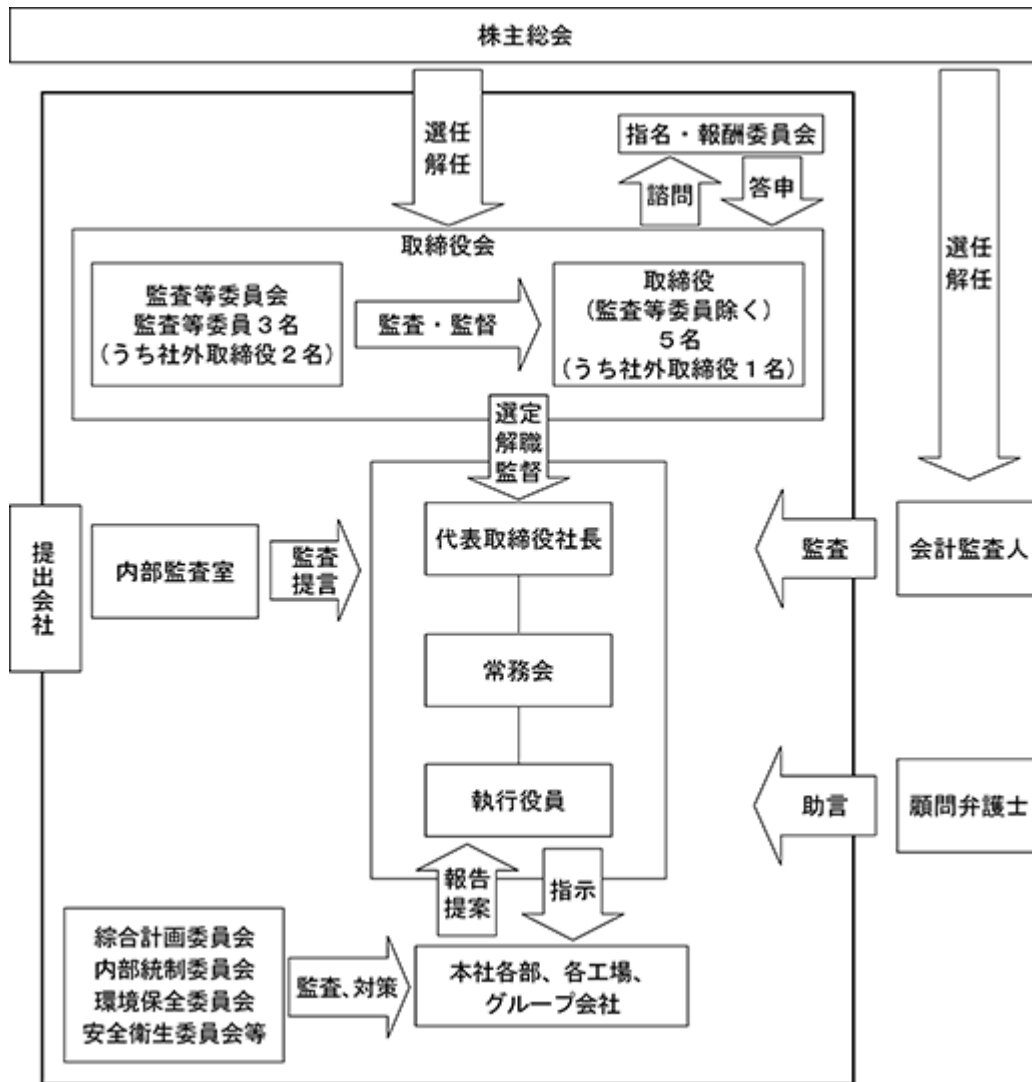 株主総会
選任
解任
指名・報酬委員会
諮問
答申
選任
解任
取締役会
監査等委員会
監査等委員3名
(うち社外取締役2名)
監査・監督
取締役
(監査等委員除く)
5名
(うち社外取締役1名)
選定
解職
監督
提出会社
内部監査室
監査
提言
代表取締役社長
監査
会計監査人
常務会
執行役員
助言
顧問弁護士
報告
提案
指示
綜合計画委員会
内部統制委員会
環境保全委員会
安全衛生委員会等
監査、対策
本社各部、各工場、
グループ会社